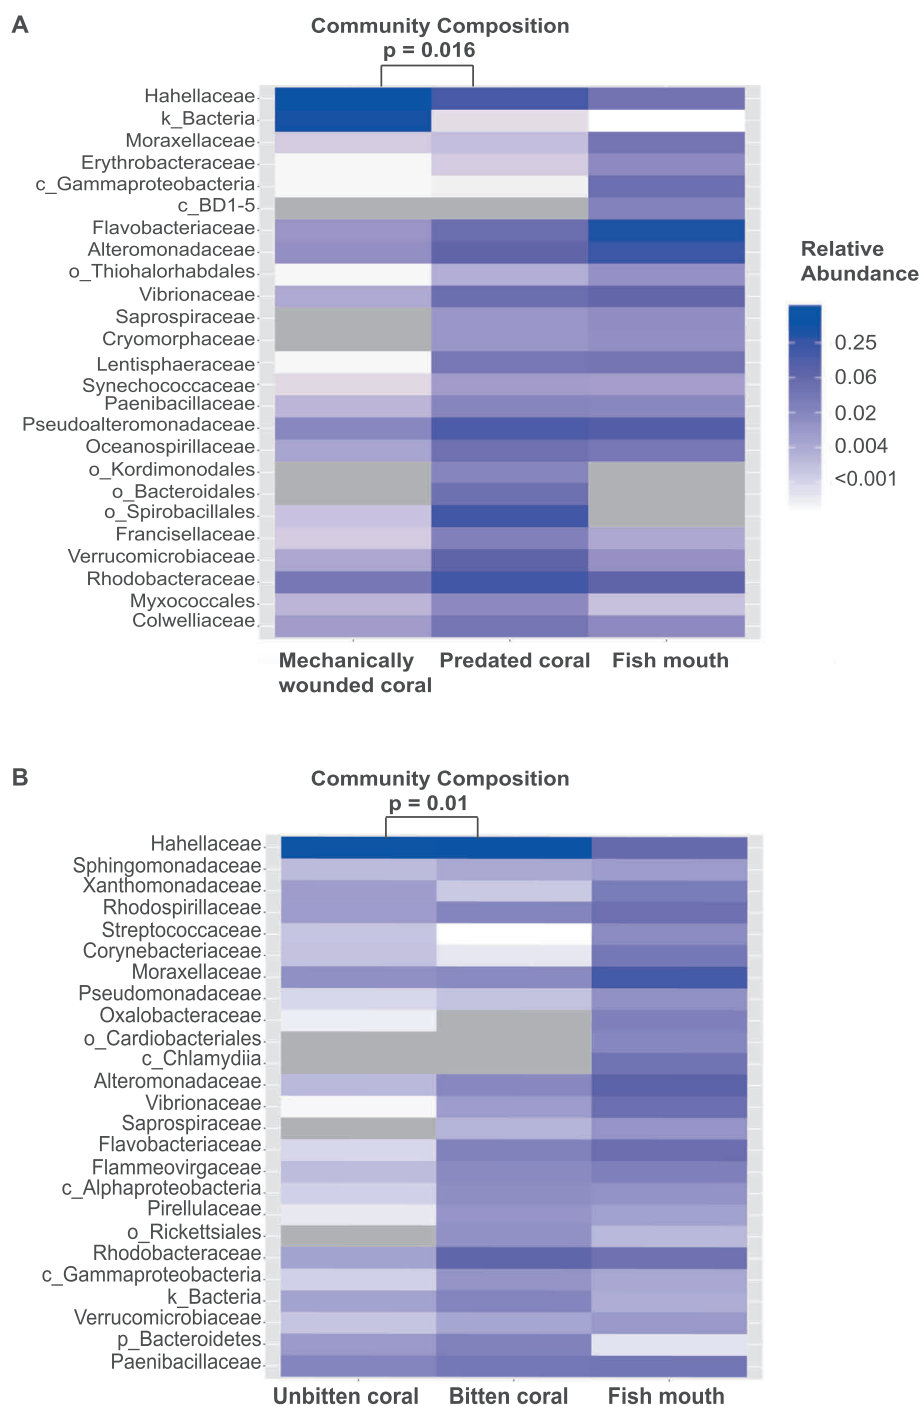 A
Community Composition
p = 0.016
Hahellaceae
k_Bacteria
Moraxellaceae
Erythrobacteraceae
c_Gammaproteobacteria
c_BD1-5
Flavobacteriaceae
Alteromonadaceae
o_Thiohalorhabdales
Vibrionaceae
Saprospiraceae
Cryomorphaceae
Lentisphaeraceae
Synechococcaceae
Paenibacillaceae
Pseudoalteromonadaceae
Oceanospirillaceae
o_Kordimonodales
o_Bacteroidales
o_Spirobacillales
Francisellaceae
Verrucomicrobiaceae
Rhodobacteraceae
Myxococcales
Colwelliaceae
Mechanically
wounded coral
Predated coral
Fish mouth
Relative
Abundance
0.25
0.06
0.02
0.004
<0.001
B
Community Composition
p = 0.01
Hahellaceae
Sphingomonadaceae
Xanthomonadaceae
Rhodospirillaceae
Streptococcaceae
Corynebacteriaceae
Moraxellaceae
Pseudomonadaceae
Oxalobacteraceae
o_Cardiobacteriales
c_Chlamydiia
Alteromonadaceae
Vibrionaceae
Saprospiraceae
Flavobacteriaceae
Flammeovirgaceae
c_Alphaproteobacteria
Pirellulaceae
o_Rickettsiales
Rhodobacteraceae
c_Gammaproteobacteria
k_Bacteria
Verrucomicrobiaceae
p_Bacteroidetes
Paenibacillaceae
Unbitten coral
Bitten coral
Fish mouth